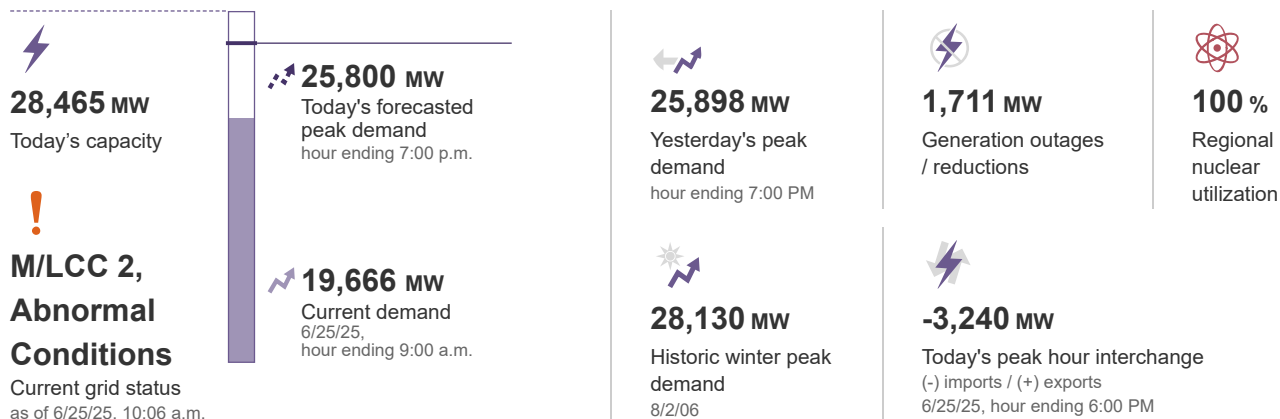 28,465 MW
Today's capacity
!
M/LCC 2,
Abnormal
Conditions
Current grid status
as of 6/25/25, 10:06 a.m.
25,800 MW
Today's forecasted
peak demand
hour ending 7:00 p.m.
19,666 MW
Current demand
6/25/25,
hour ending 9:00 a.m.
25,898 MW
Yesterday's peak
demand
hour ending 7:00 PM
1,711 MW
Generation outages
/ reductions
100 %
Regional
nuclear
utilization
28,130 MW
Historic winter peak
demand
8/2/06
-3,240 MW
Today's peak hour interchange
(-) imports / (+) exports
6/25/25, hour ending 6:00 PM